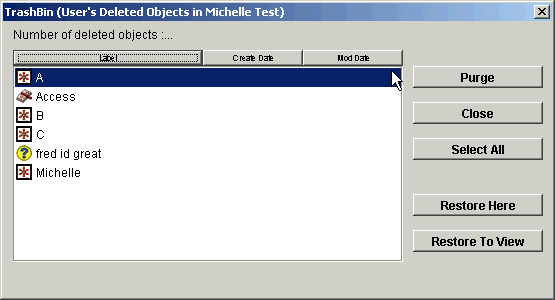 TrashBin (User's Deleted Objects in Michelle Test)
Number of deleted objects :...
Label Create Date Mod Date
A
Access
B
C
fred id great
Michelle
Purge
Close
Select All
Restore Here
Restore To View